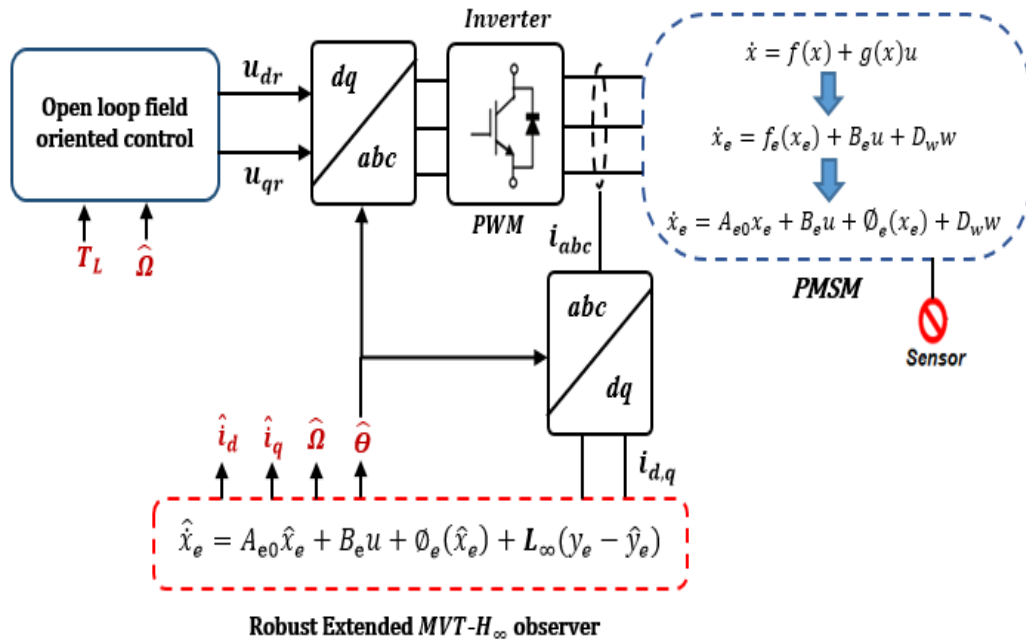 Inverter
Open loop field
oriented control
u_dr
u_qr
dq
abc
PWM
ẋ = f(x) + g(x)u
ẋ_e = f_e(x_e) + B_e u + D_w w
ẋ_e = A_e0 x_e + B_e u + ∅_e(x_e) + D_w w
PMSM
Sensor
T_L
Ω̂
i_abc
abc
dq
i_d,q
î_d
î_q
Ω̂
θ̂
x̂̇_e = A_e0 x̂_e + B_e u + ∅_e(x̂_e) + L_∞(y_e − ŷ_e)
Robust Extended MVT-H_∞ observer